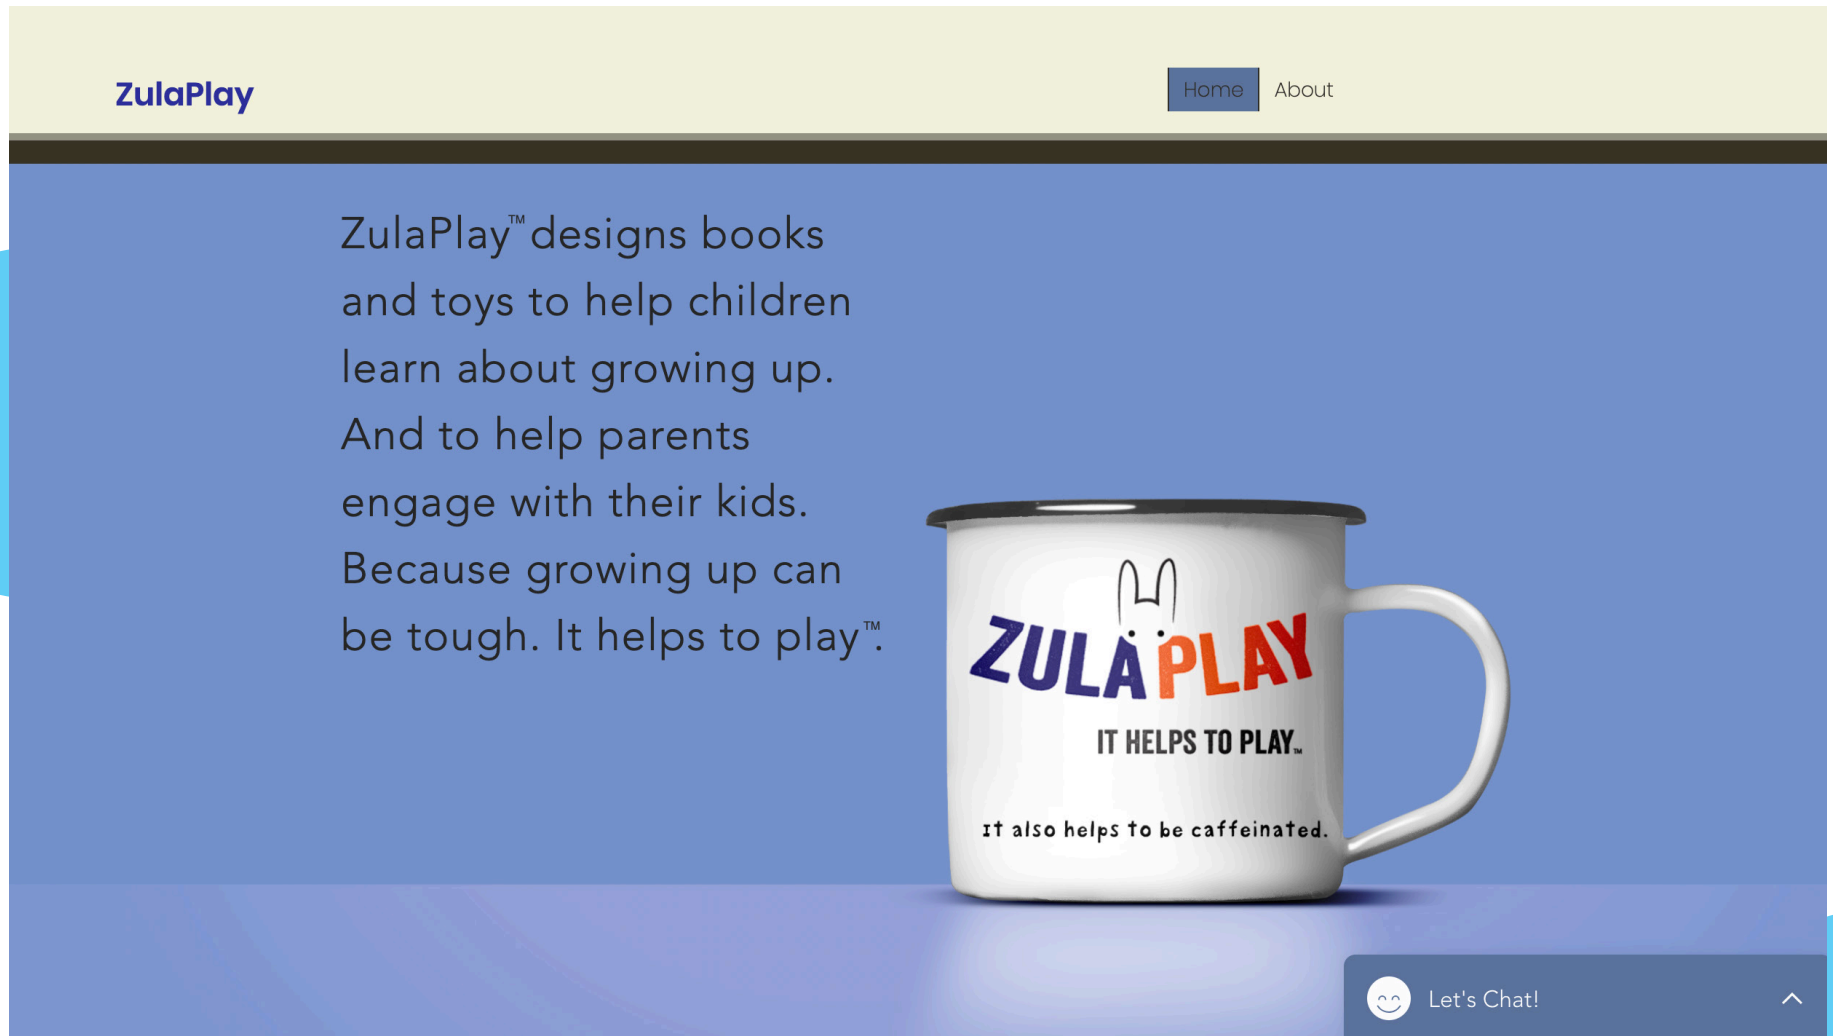 ZulaPlay
Home
About
ZulaPlay™ designs books
and toys to help children
learn about growing up.
And to help parents
engage with their kids.
Because growing up can
be tough. It helps to play™.
ZULAPLAY
IT HELPS TO PLAY™
It also helps to be caffeinated.
Let's Chat!